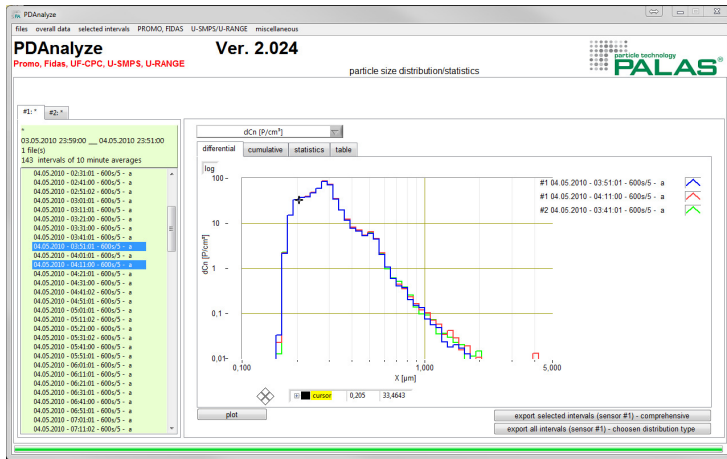 PDAnalyze
files overall data selected intervals PROMO, FIDAS U-SMPS/U-RANGE miscellaneous
PDAnalyze Ver. 2.024
Promo, Fidas, UF-CPC, U-SMPS, U-RANGE
particle size distribution/statistics
particle technology
PALAS®
#1: * #2: *
*
03.05.2010 23:59:00 __ 04.05.2010 23:51:00
1 file(s)
143 intervals of 10 minute averages
04.05.2010 - 02:31:01 - 600s/5 - a
04.05.2010 - 02:41:00 - 600s/5 - a
04.05.2010 - 02:51:02 - 600s/5 - a
04.05.2010 - 03:01:01 - 600s/5 - a
04.05.2010 - 03:11:01 - 600s/5 - a
04.05.2010 - 03:21:00 - 600s/5 - a
04.05.2010 - 03:31:00 - 600s/5 - a
04.05.2010 - 03:41:01 - 600s/5 - a
04.05.2010 - 03:51:01 - 600s/5 - a
04.05.2010 - 04:01:01 - 600s/5 - a
04.05.2010 - 04:11:00 - 600s/5 - a
04.05.2010 - 04:21:01 - 600s/5 - a
04.05.2010 - 04:31:00 - 600s/5 - a
04.05.2010 - 04:41:02 - 600s/5 - a
04.05.2010 - 04:51:01 - 600s/5 - a
04.05.2010 - 05:01:01 - 600s/5 - a
04.05.2010 - 05:11:02 - 600s/5 - a
04.05.2010 - 05:21:00 - 600s/5 - a
04.05.2010 - 05:31:02 - 600s/5 - a
04.05.2010 - 05:41:00 - 600s/5 - a
04.05.2010 - 05:51:01 - 600s/5 - a
04.05.2010 - 06:01:01 - 600s/5 - a
04.05.2010 - 06:11:01 - 600s/5 - a
04.05.2010 - 06:21:01 - 600s/5 - a
04.05.2010 - 06:31:01 - 600s/5 - a
04.05.2010 - 06:41:00 - 600s/5 - a
04.05.2010 - 06:51:01 - 600s/5 - a
04.05.2010 - 07:01:01 - 600s/5 - a
04.05.2010 - 07:11:02 - 600s/5 - a
dCn [P/cm³]
differential cumulative statistics table
log
100
10
1
0,1
0,01
dCn [P/cm³]
#1 04.05.2010 - 03:51:01 - 600s/5 - a
#1 04.05.2010 - 04:11:00 - 600s/5 - a
#2 04.05.2010 - 03:41:01 - 600s/5 - a
0,100 1,000 5,000
X [µm]
cursor 0,205 33,4643
plot
export selected intervals (sensor #1) - comprehensive
export all intervals (sensor #1) - choosen distribution type